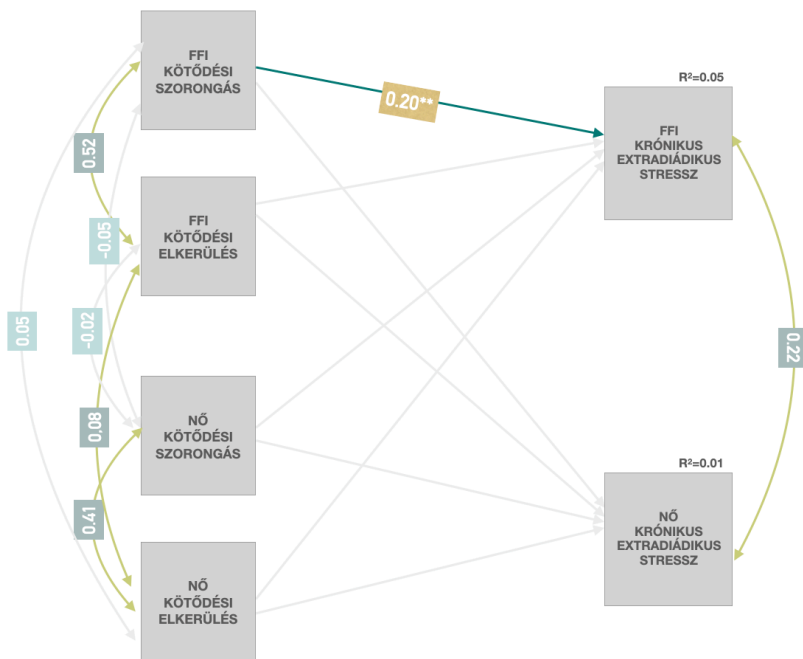 FFI
KÖTŐDÉSI
SZORONGÁS
FFI
KÖTŐDÉSI
ELKERÜLÉS
NŐ
KÖTŐDÉSI
SZORONGÁS
NŐ
KÖTŐDÉSI
ELKERÜLÉS
0.52
-0.05
-0.02
0.05
0.08
0.41
0.20**
R²=0.05
FFI
KRÓNIKUS
EXTRADIÁDIKUS
STRESSZ
0.22
R²=0.01
NŐ
KRÓNIKUS
EXTRADIÁDIKUS
STRESSZ